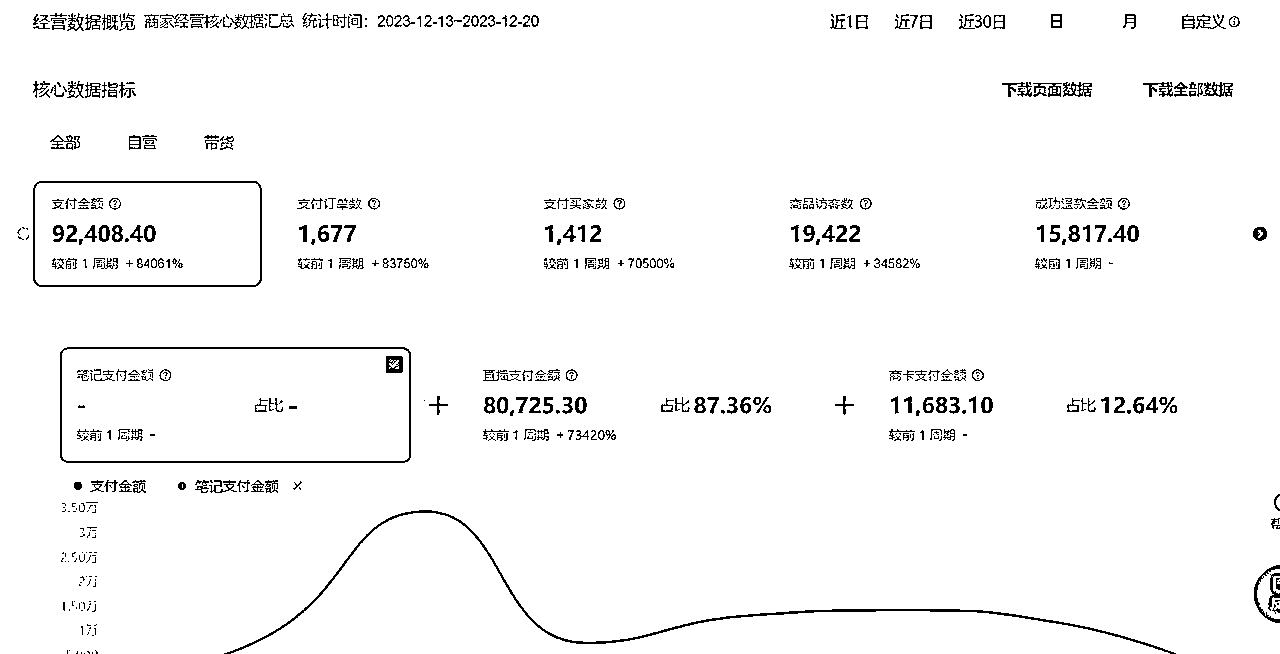 经营数据概览 商家经营核心数据汇总 统计时间：2023-12-13~2023-12-20 近1日 近7日 近30日 日 月 自定义
核心数据指标 下载页面数据 下载全部数据
全部 自营 带货
支付金额 支付订单数 支付买家数 商品访客数 成功退款金额
92,408.40 1,677 1,412 19,422 15,817.40
较前 1 周期 +84061% 较前 1 周期 +83750% 较前 1 周期 +70500% 较前 1 周期 +34582% 较前 1 周期 -
笔记支付金额 直播支付金额 商卡支付金额
- 占比 - + 80,725.30 占比 87.36% + 11,683.10 占比 12.64%
较前 1 周期 - 较前 1 周期 +73420% 较前 1 周期 -
支付金额 笔记支付金额 ×
3.50万
3万
2.50万
2万
1.50万
1万